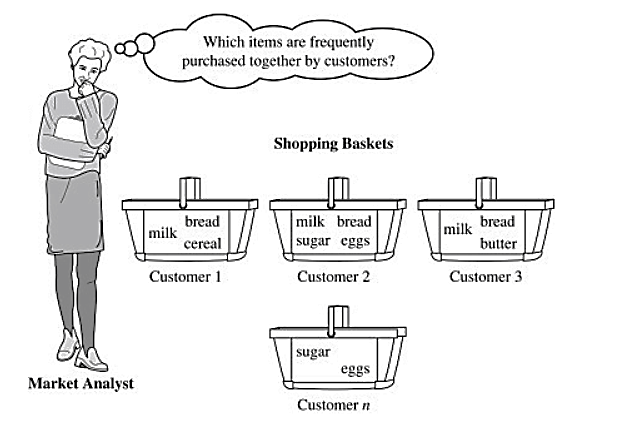 Which items are frequently
purchased together by customers?
Shopping Baskets
milk bread
cereal
Customer 1
milk bread
sugar eggs
Customer 2
milk bread
butter
Customer 3
sugar
eggs
Customer n
Market Analyst